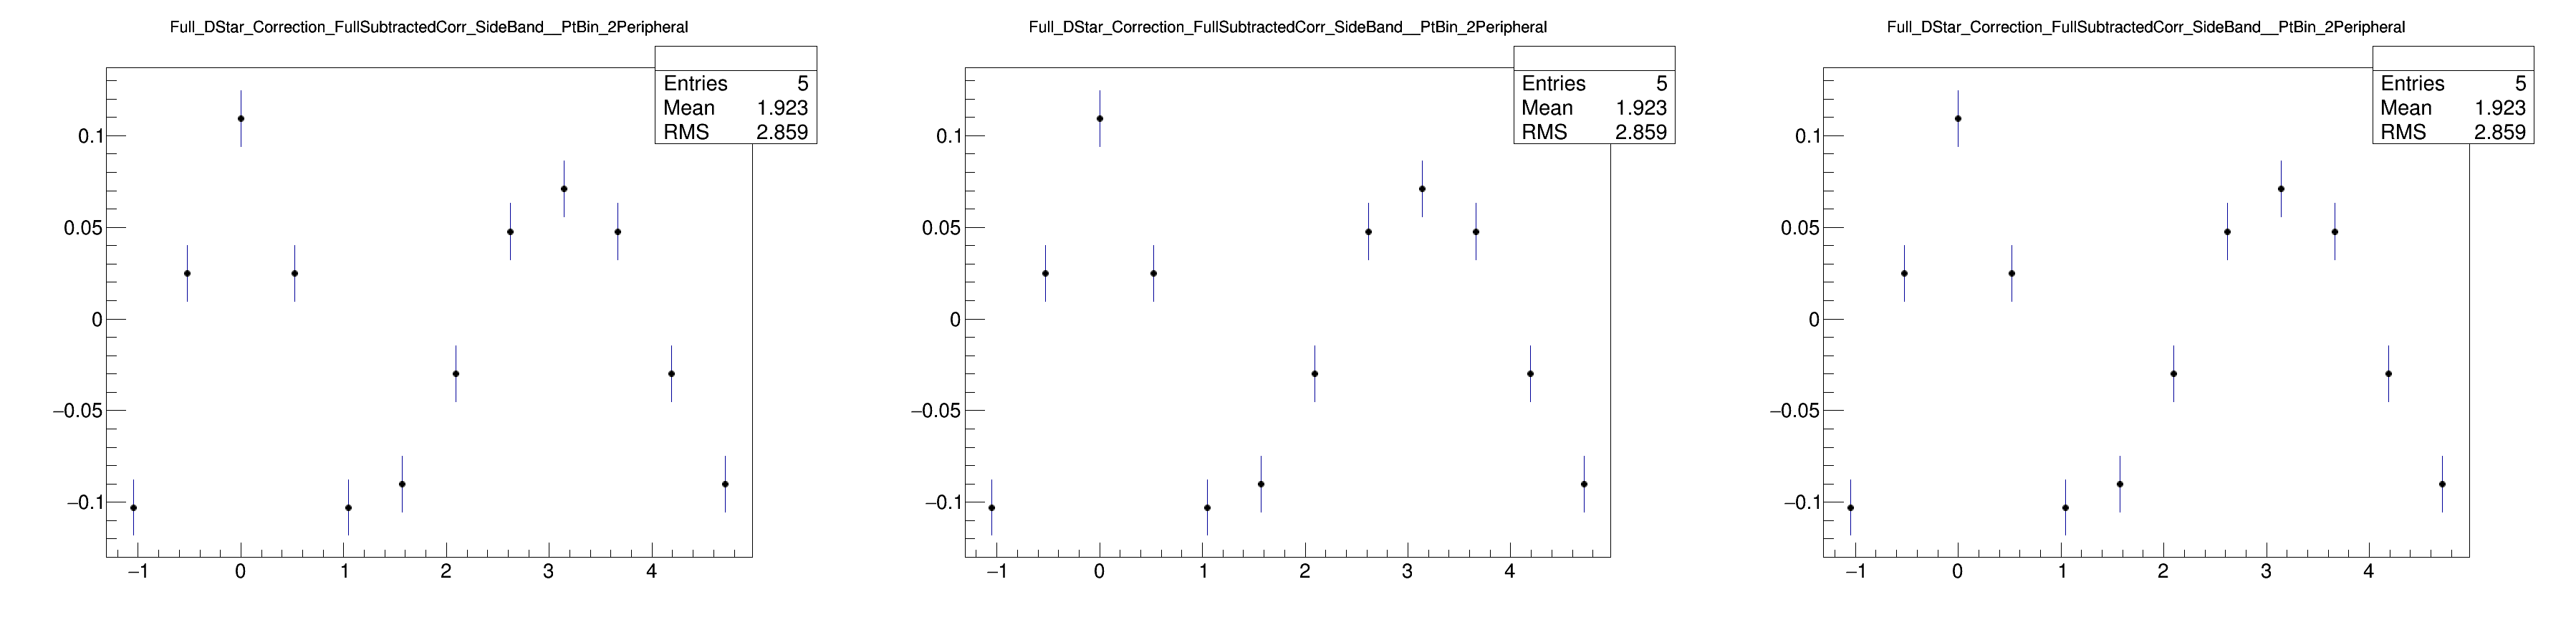 Full_DStar_Correction_FullSubtractedCorr_SideBand__PtBin_2Peripheral
Entries 5
Mean 1.923
RMS 2.859
0.1
0.05
0
−0.05
−0.1
−1 0 1 2 3 4
Full_DStar_Correction_FullSubtractedCorr_SideBand__PtBin_2Peripheral
Entries 5
Mean 1.923
RMS 2.859
0.1
0.05
0
−0.05
−0.1
−1 0 1 2 3 4
Full_DStar_Correction_FullSubtractedCorr_SideBand__PtBin_2Peripheral
Entries 5
Mean 1.923
RMS 2.859
0.1
0.05
0
−0.05
−0.1
−1 0 1 2 3 4